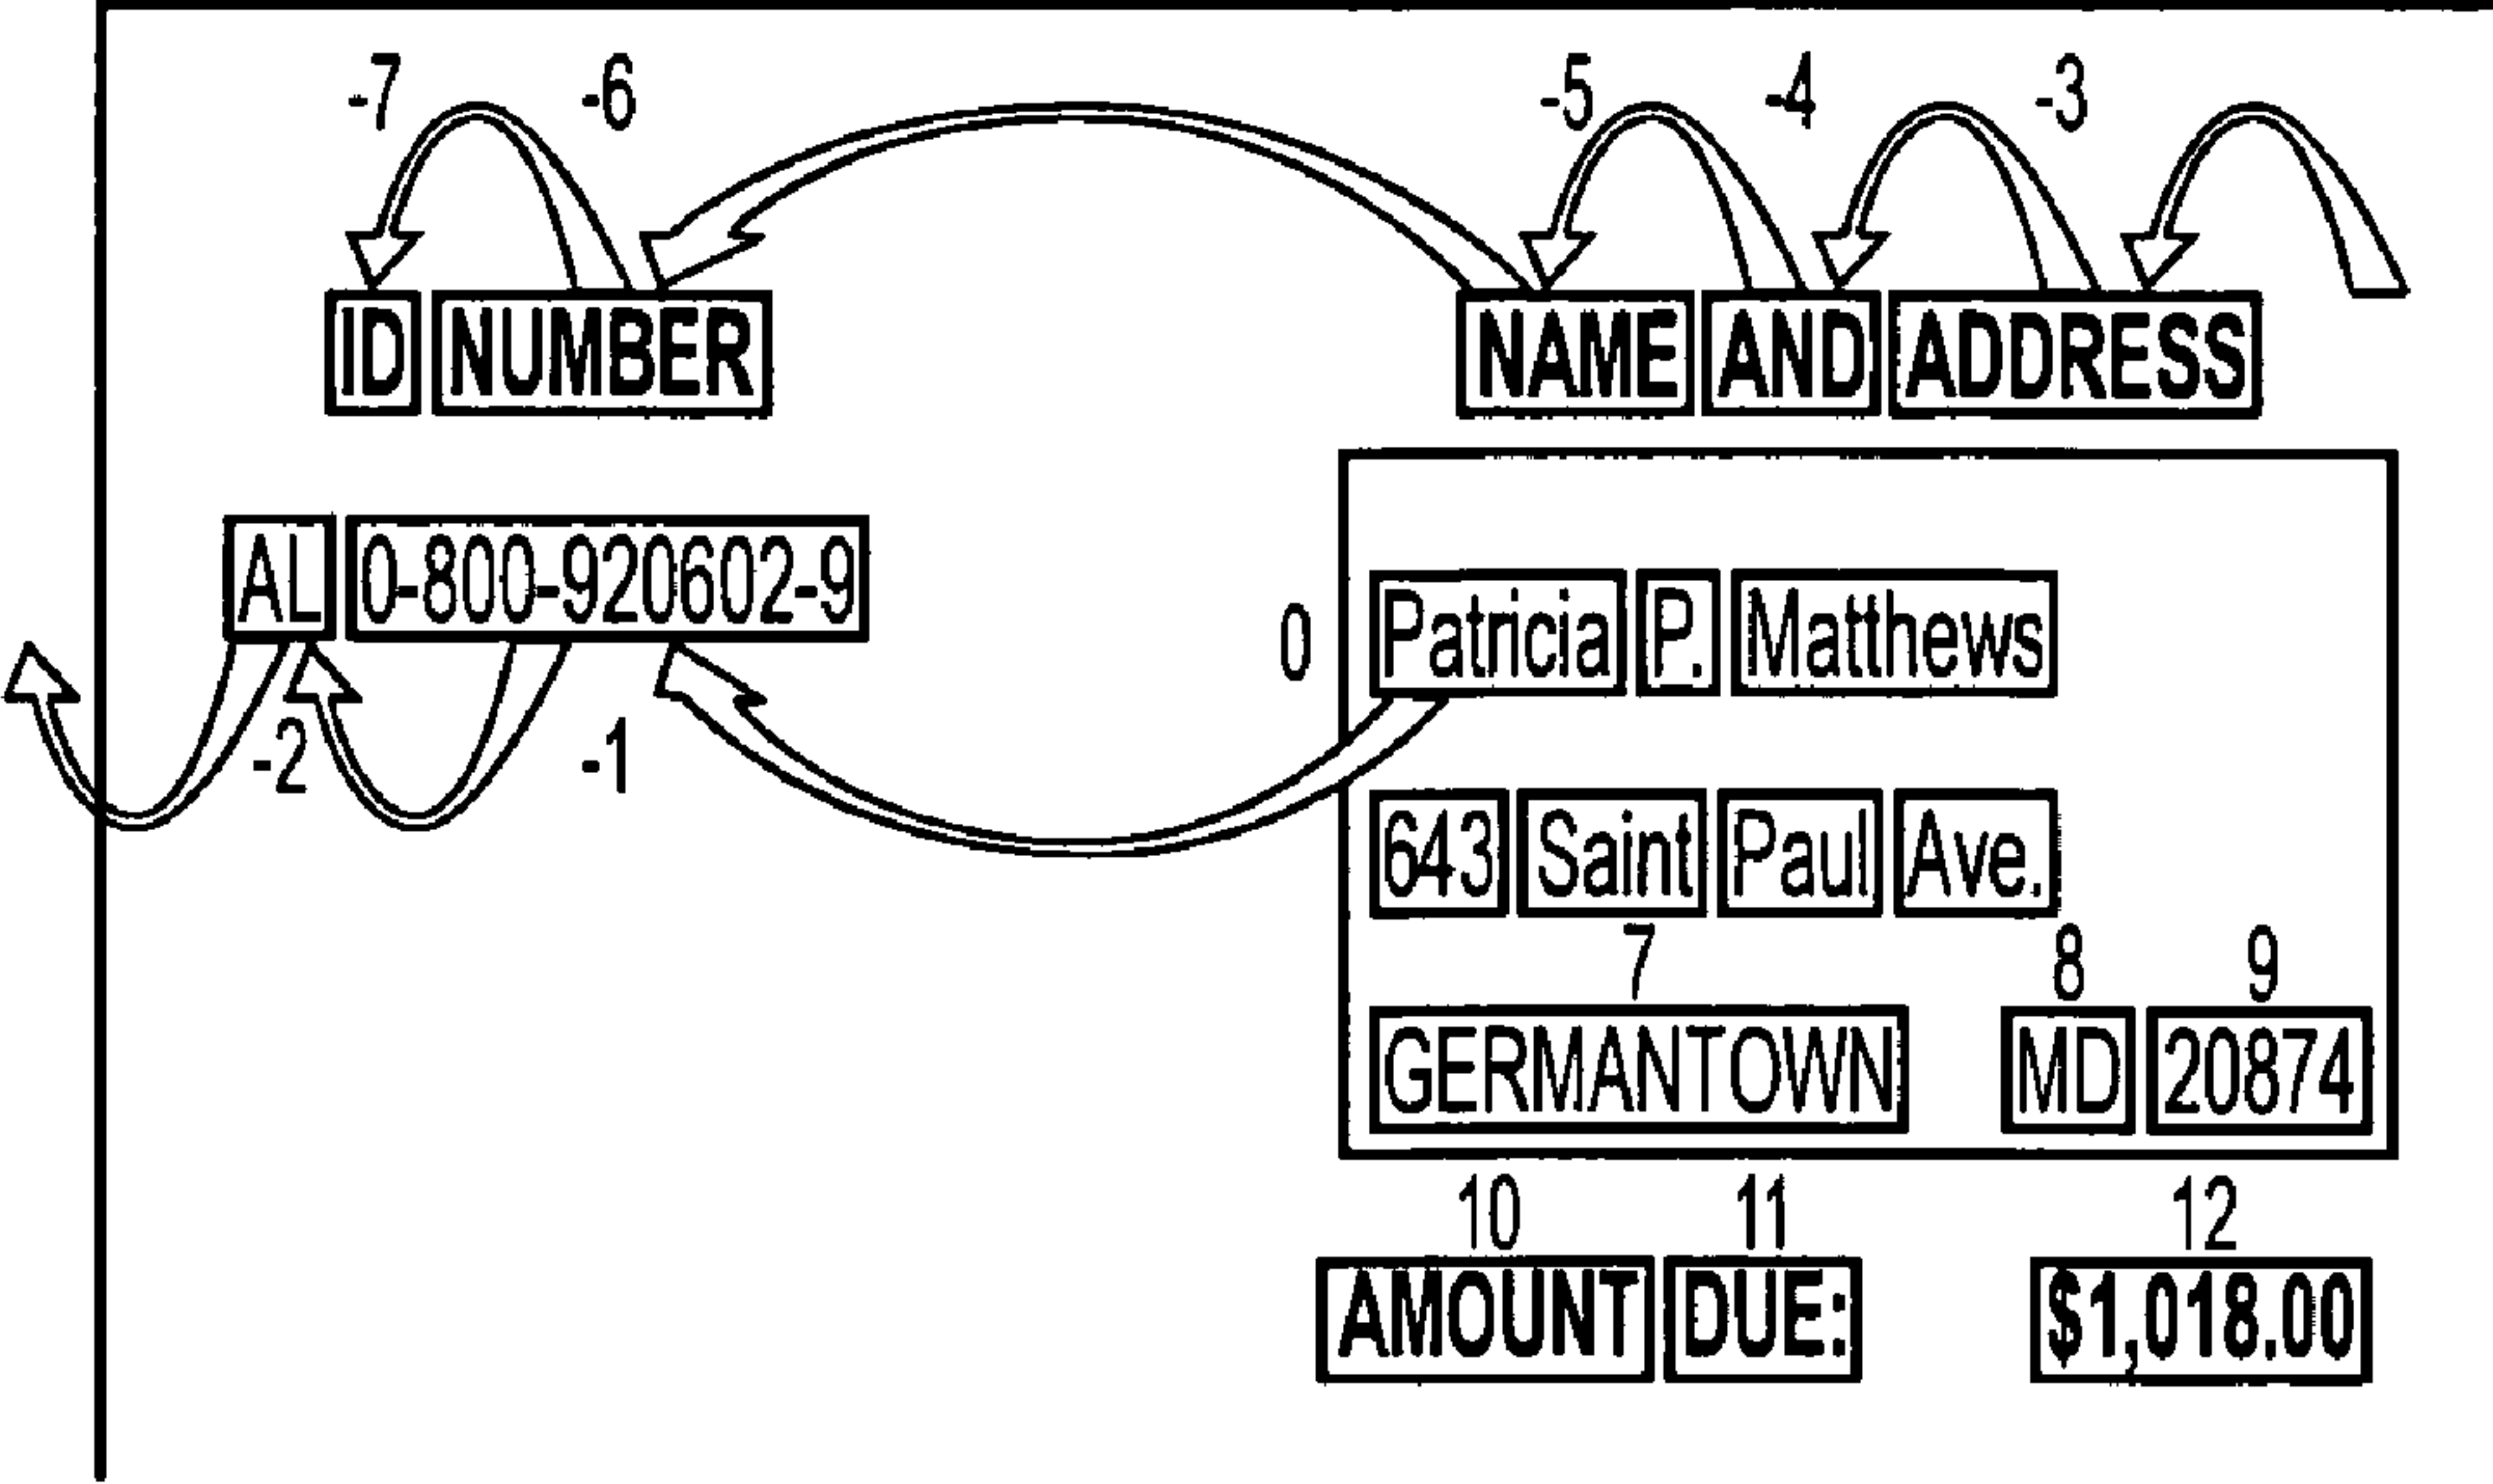 -7 -6 -5 -4 -3
ID NUMBER NAME AND ADDRESS
AL 0-800-920602-9
0 Patricia P. Matthews
-2 -1
643 Saint Paul Ave.
7 8 9
GERMANTOWN MD 20874
10 11 12
AMOUNT DUE: $1,018.00